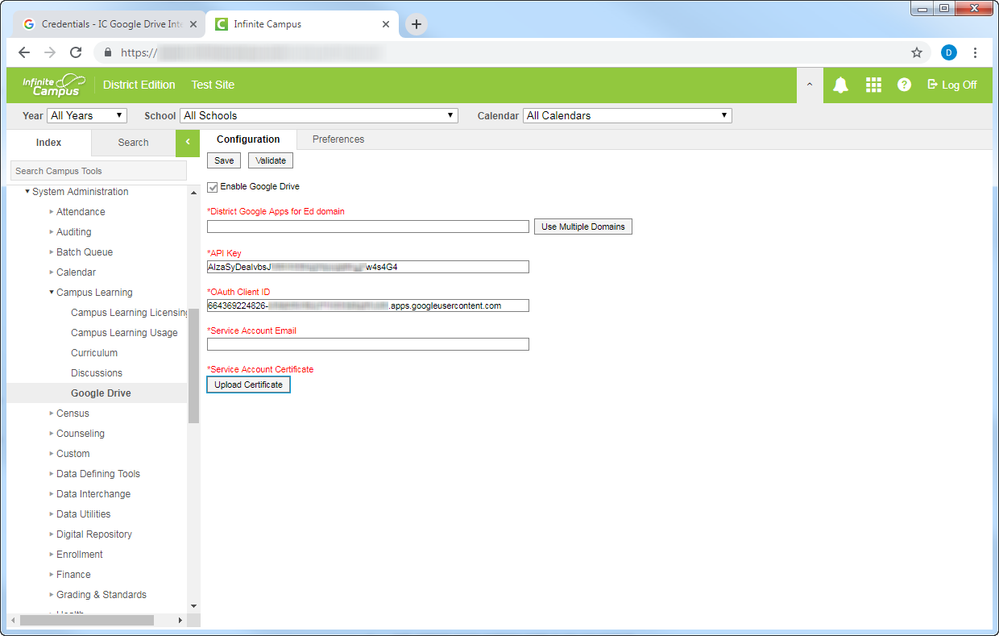 Credentials - IC Google Drive Inte
Infinite Campus
https://
D
Infinite Campus
District Edition
Test Site
?
Log Off
Year
All Years
School
All Schools
Calendar
All Calendars
Index
Search
Configuration
Preferences
Search Campus Tools
Save
Validate
Enable Google Drive
*District Google Apps for Ed domain
Use Multiple Domains
*API Key
AIzaSyDealvbsJ
w4s4G4
*OAuth Client ID
664369224826-
.apps.googleusercontent.com
*Service Account Email
*Service Account Certificate
Upload Certificate
System Administration
Attendance
Auditing
Batch Queue
Calendar
Campus Learning
Campus Learning Licensing
Campus Learning Usage
Curriculum
Discussions
Google Drive
Census
Counseling
Custom
Data Defining Tools
Data Interchange
Data Utilities
Digital Repository
Enrollment
Finance
Grading & Standards
Health